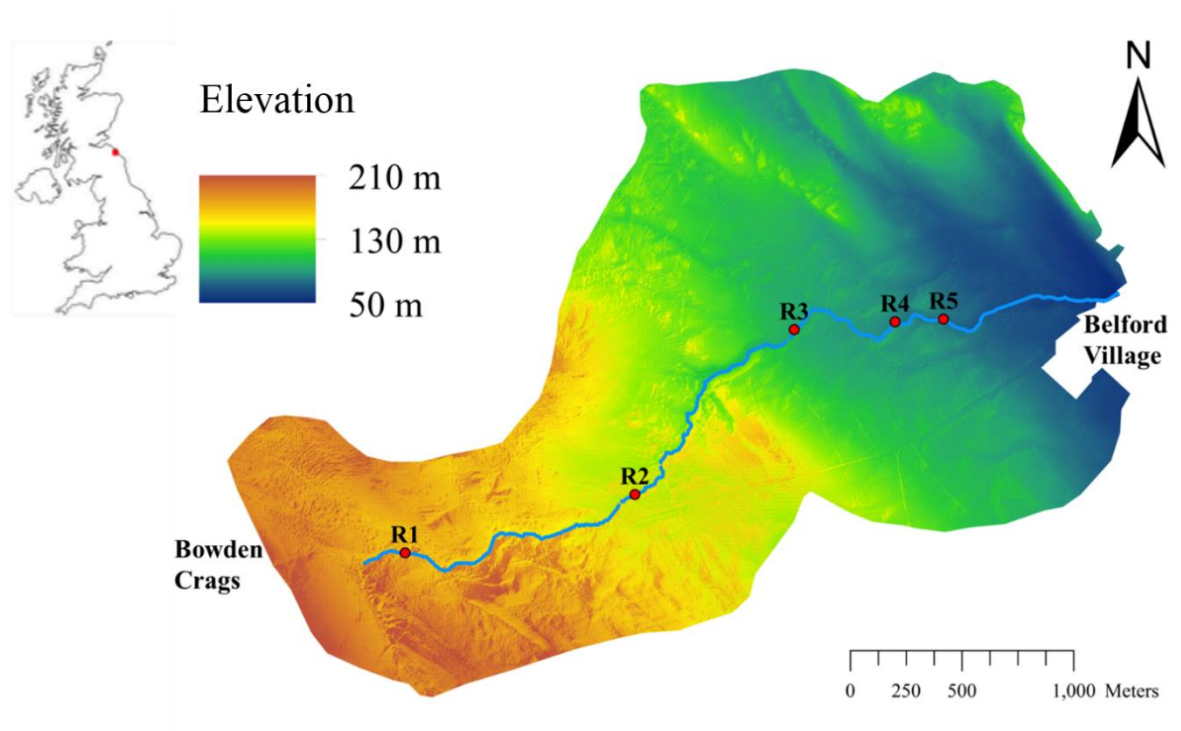 N
Elevation
210 m
130 m
50 m
R3
R4
R5
Belford
Village
R2
R1
Bowden
Crags
0 250 500 1,000 Meters